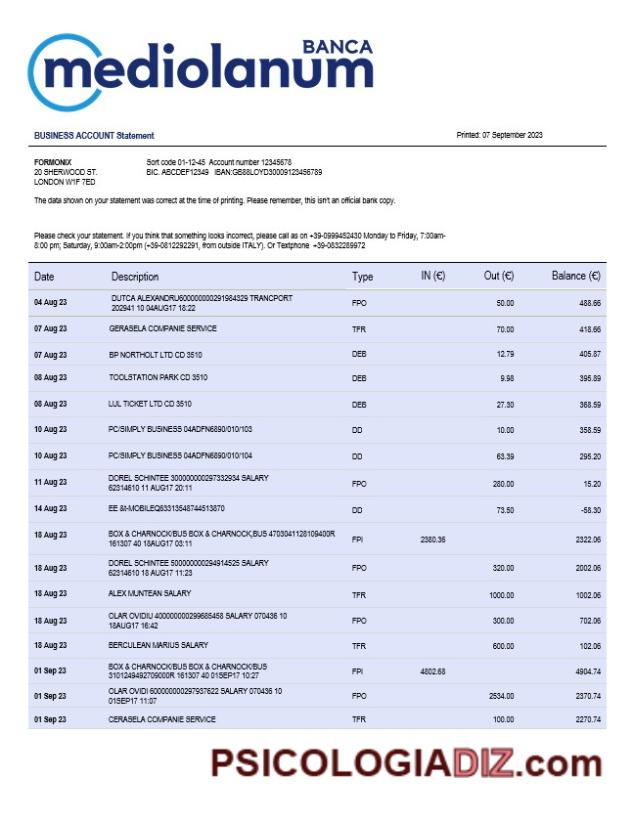 BANCA
mediolanum
BUSINESS ACCOUNT Statement
Printed: 07 September 2023
FORMONIX
Sort code 01-12-45 Account number 12345678
20 SHERWOOD ST.
BIC. ABCDEF12349 IBAN:GB88LOYD30009123456789
LONDON W1F 7ED
The data shown on your statement was correct at the time of printing. Please remember, this isn't an official bank copy.
Please check your statement. If you think that something looks incorrect, please call as on +39-0999452430 Monday to Friday, 7:00am-
8:00 pm; Saturday, 9:00am-2:00pm (+39-0812292291, from outside ITALY). Or Textphone +39-0832289972
Date Description Type IN (€) Out (€) Balance (€)
04 Aug 23 DUTCA ALEXANDRU600000000291984329 TRANCPORT FPO 50.00 488.66
202941 10 04AUG17 18:22
07 Aug 23 GERASELA COMPANIE SERVICE TFR 70.00 418.66
07 Aug 23 BP NORTHOLT LTD CD 3510 DEB 12.79 405.87
08 Aug 23 TOOLSTATION PARK CD 3510 DEB 9.98 395.89
08 Aug 23 LUL TICKET LTD CD 3510 DEB 27.30 368.59
10 Aug 23 PC/SIMPLY BUSINESS 04ADFN6890/010/103 DD 10.00 358.59
10 Aug 23 PC/SIMPLY BUSINESS 04ADFN6890/010/104 DD 63.39 295.20
11 Aug 23 DOREL SCHINTEE 300000000297332934 SALARY FPO 280.00 15.20
62314610 11 AUG17 20:11
14 Aug 23 EE &t-MOBILEQ63313548744513870 DD 73.50 -58.30
18 Aug 23 BOX & CHARNOCK/BUS BOX & CHARNOCK,BUS 4703041128109400R FPI 2380.36 2322.06
161307 40 18AUG17 03:11
18 Aug 23 DOREL SCHINTEE 500000000294914525 SALARY FPO 320.00 2002.06
62314610 18 AUG17 11:23
18 Aug 23 ALEX MUNTEAN SALARY TFR 1000.00 1002.06
18 Aug 23 OLAR OVIDIU 400000000299685458 SALARY 070436 10 FPO 300.00 702.06
18AUG17 16:42
18 Aug 23 BERCULEAN MARIUS SALARY TFR 600.00 102.06
01 Sep 23 BOX & CHARNOCK/BUS BOX & CHARNOCK/BUS FPI 4802.68 4904.74
3101249492709000R 161307 40 01SEP17 10:27
01 Sep 23 OLAR OVIDI 600000000297937622 SALARY 070436 10 FPO 2534.00 2370.74
01SEP17 11:07
01 Sep 23 CERASELA COMPANIE SERVICE TFR 100.00 2270.74
PSICOLOGIADIZ.com